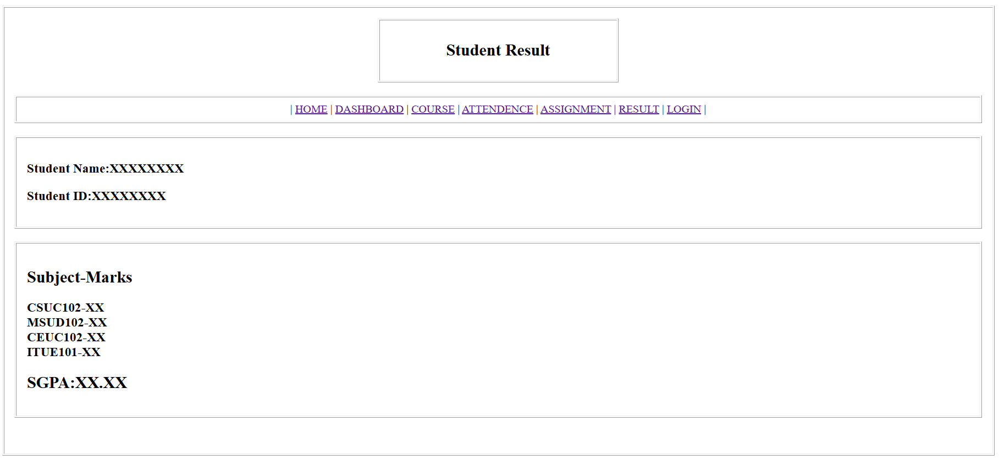 Student Result
| HOME | DASHBOARD | COURSE | ATTENDENCE | ASSIGNMENT | RESULT | LOGIN |
Student Name:XXXXXXXX
Student ID:XXXXXXXX
Subject-Marks
CSUC102-XX
MSUD102-XX
CEUC102-XX
ITUE101-XX
SGPA:XX.XX